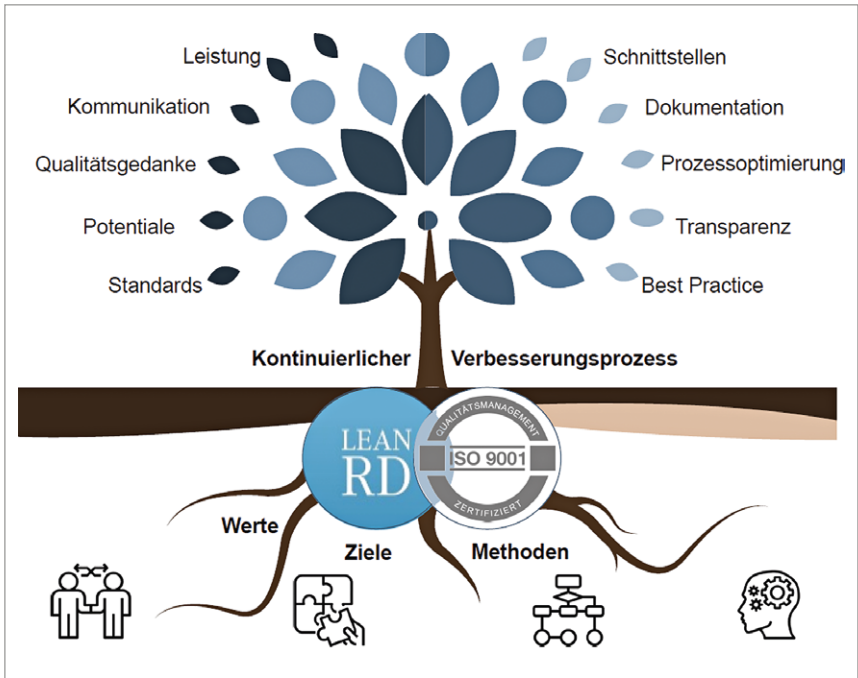 Leistung
Schnittstellen
Kommunikation
Dokumentation
Qualitätsgedanke
Prozessoptimierung
Potentiale
Transparenz
Standards
Best Practice
Kontinuierlicher Verbesserungsprozess
LEAN
RD
QUALITÄTSMANAGEMENT
ISO 9001
ZERTIFIZIERT
Werte
Ziele
Methoden